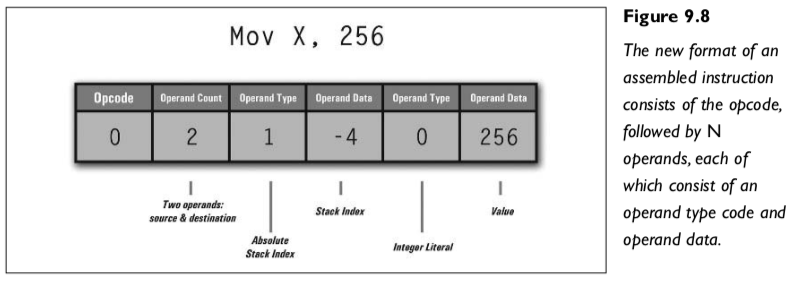 Mov X, 256
Opcode Operand Count Operand Type Operand Data Operand Type Operand Data
0 2 1 -4 0 256
Two operands:
source & destination
Absolute
Stack Index
Stack Index
Integer Literal
Value
Figure 9.8
The new format of an
assembled instruction
consists of the opcode,
followed by N
operands, each of
which consist of an
operand type code and
operand data.